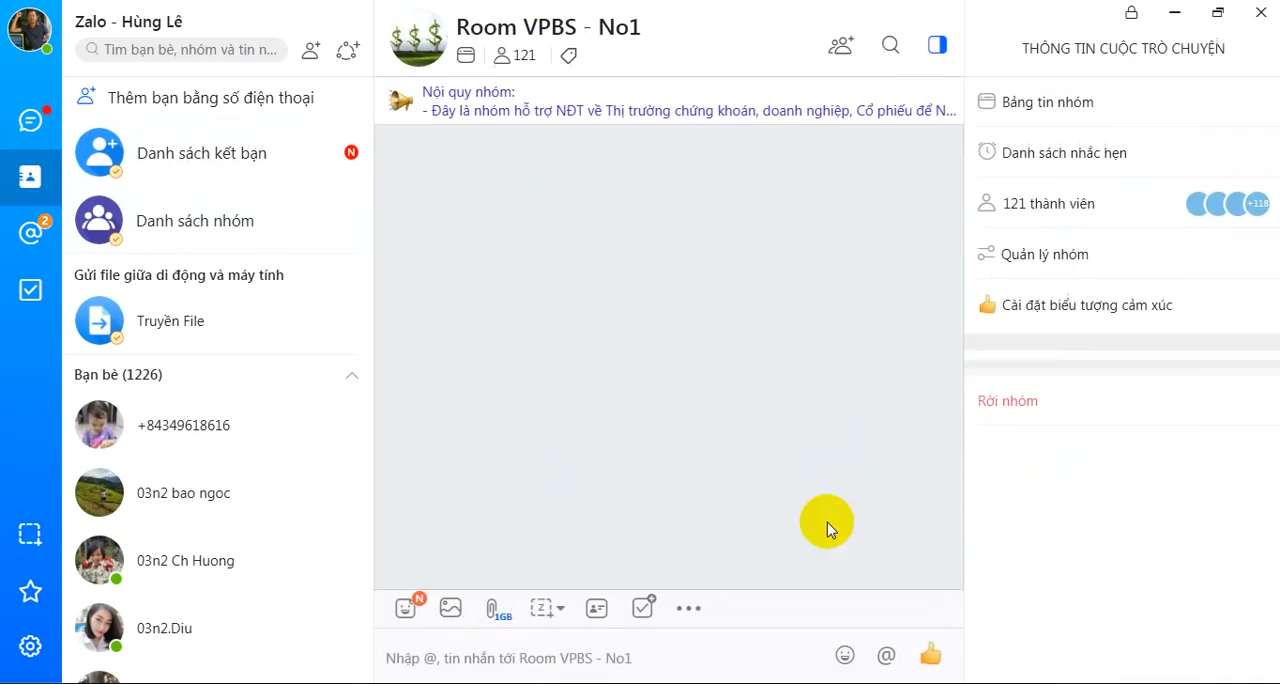 Zalo - Hùng Lê
Tìm bạn bè, nhóm và tin n...
Thêm bạn bằng số điện thoại
Danh sách kết bạn
N
Danh sách nhóm
2
Gửi file giữa di động và máy tính
Truyền File
Bạn bè (1226)
+84349618616
03n2 bao ngoc
03n2 Ch Huong
03n2.Diu
Room VPBS - No1
121
Nội quy nhóm:
- Đây là nhóm hỗ trợ NĐT về Thị trường chứng khoán, doanh nghiệp, Cổ phiếu để N...
N
1GB
Z
Nhập @, tin nhắn tới Room VPBS - No1
@
THÔNG TIN CUỘC TRÒ CHUYỆN
Bảng tin nhóm
Danh sách nhắc hẹn
121 thành viên
+118
Quản lý nhóm
Cài đặt biểu tượng cảm xúc
Rời nhóm